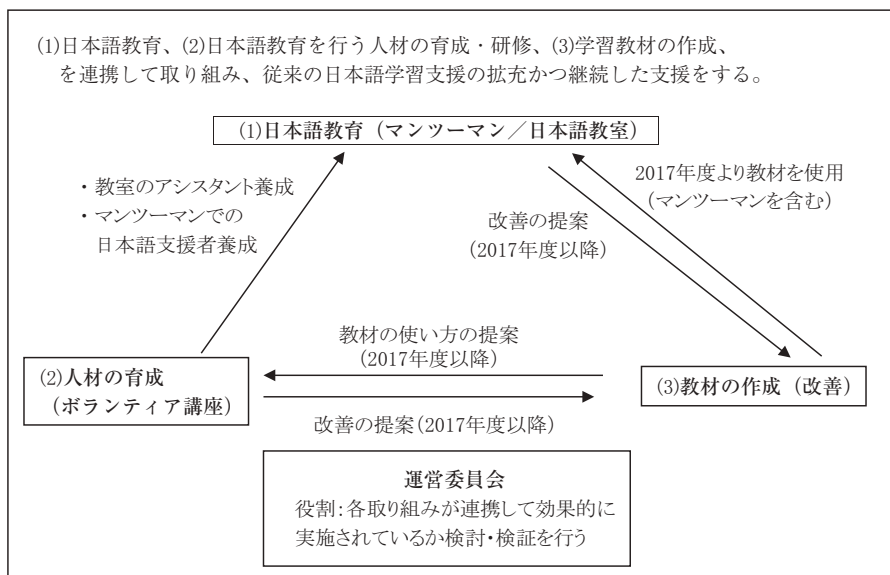 (1)日本語教育、(2)日本語教育を行う人材の育成・研修、(3)学習教材の作成、
を連携して取り組み、従来の日本語学習支援の拡充かつ継続した支援をする。
(1)日本語教育（マンツーマン／日本語教室）
・教室のアシスタント養成
・マンツーマンでの
日本語支援者養成
2017年度より教材を使用
(マンツーマンを含む)
改善の提案
(2017年度以降)
教材の使い方の提案
(2017年度以降)
(2)人材の育成
（ボランティア講座）
(3)教材の作成（改善）
改善の提案(2017年度以降)
運営委員会
役割:各取り組みが連携して効果的に
実施されているか検討・検証を行う